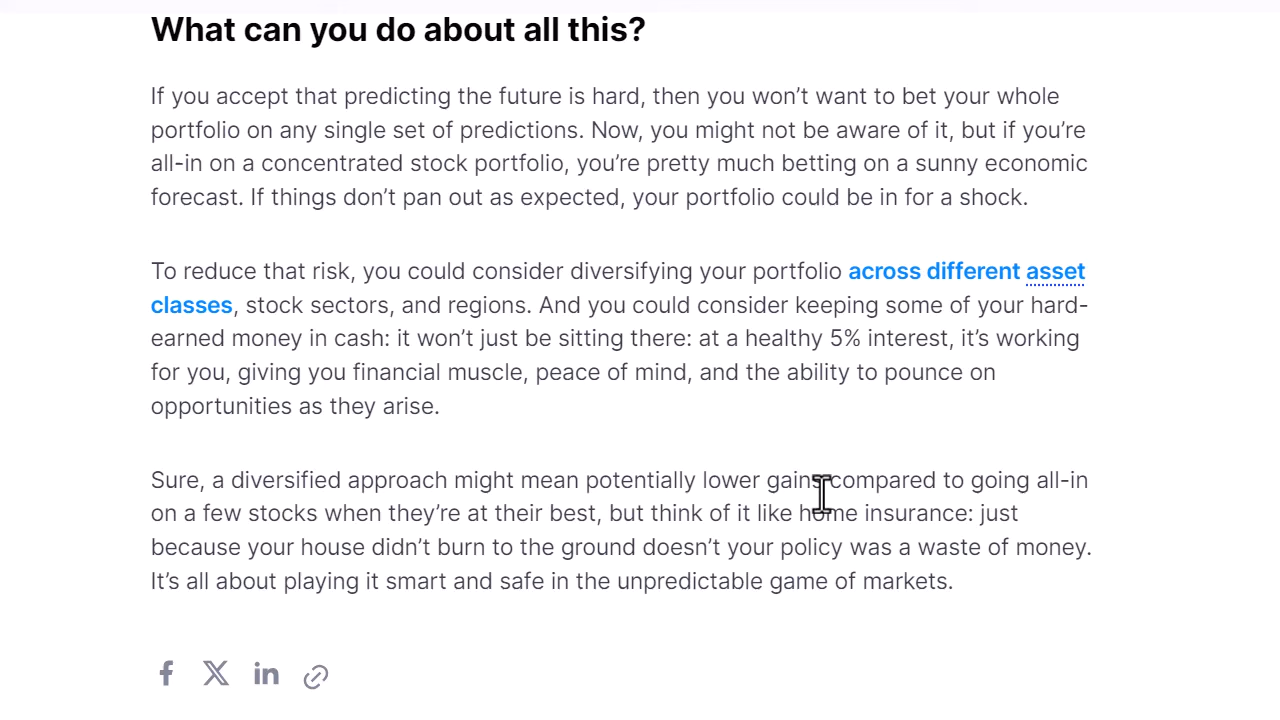 What can you do about all this?
If you accept that predicting the future is hard, then you won’t want to bet your whole
portfolio on any single set of predictions. Now, you might not be aware of it, but if you’re
all-in on a concentrated stock portfolio, you’re pretty much betting on a sunny economic
forecast. If things don’t pan out as expected, your portfolio could be in for a shock.
To reduce that risk, you could consider diversifying your portfolio across different asset
classes, stock sectors, and regions. And you could consider keeping some of your hard-
earned money in cash: it won’t just be sitting there: at a healthy 5% interest, it’s working
for you, giving you financial muscle, peace of mind, and the ability to pounce on
opportunities as they arise.
Sure, a diversified approach might mean potentially lower gains compared to going all-in
on a few stocks when they’re at their best, but think of it like home insurance: just
because your house didn’t burn to the ground doesn’t your policy was a waste of money.
It’s all about playing it smart and safe in the unpredictable game of markets.